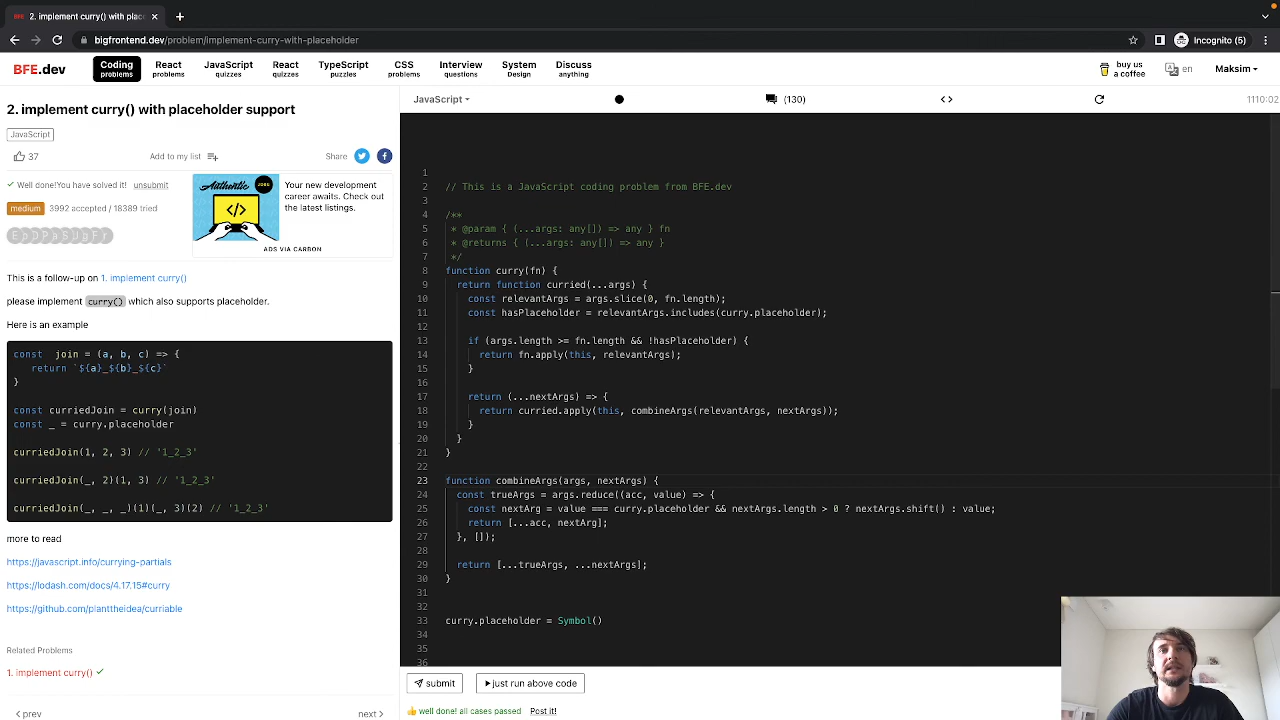 2. implement curry() with place
bigfrontend.dev/problem/implement-curry-with-placeholder
Incognito (5)
BFE.dev
Coding problems
React problems
JavaScript quizzes
React quizzes
TypeScript puzzles
CSS problems
Interview questions
System Design
Discuss anything
buy us a coffee
en
Maksim
2. implement curry() with placeholder support
JavaScript
37
Add to my list
Share
Well done!You have solved it! unsubmit
medium 3992 accepted / 18389 tried
Your new development
career awaits. Check out
the latest listings.
Authentic JOBS
ADS VIA CARBON
This is a follow-up on 1. implement curry()
please implement curry() which also supports placeholder.
Here is an example
const join = (a, b, c) => {
return `${a}_${b}_${c}`
}
const curriedJoin = curry(join)
const _ = curry.placeholder
curriedJoin(1, 2, 3) // '1_2_3'
curriedJoin(_, 2)(1, 3) // '1_2_3'
curriedJoin(_, _, _)(1)(_, 3)(2) // '1_2_3'
more to read
https://javascript.info/currying-partials
https://lodash.com/docs/4.17.15#curry
https://github.com/planttheidea/curriable
Related Problems
1. implement curry()
prev
next
JavaScript
(130)
<>
1110:02
1
2 // This is a JavaScript coding problem from BFE.dev
3
4 /**
5 * @param { (...args: any[]) => any } fn
6 * @returns { (...args: any[]) => any }
7 */
8 function curry(fn) {
9 return function curried(...args) {
10 const relevantArgs = args.slice(0, fn.length);
11 const hasPlaceholder = relevantArgs.includes(curry.placeholder);
12
13 if (args.length >= fn.length && !hasPlaceholder) {
14 return fn.apply(this, relevantArgs);
15 }
16
17 return (...nextArgs) => {
18 return curried.apply(this, combineArgs(relevantArgs, nextArgs));
19 }
20 }
21 }
22
23 function combineArgs(args, nextArgs) {
24 const trueArgs = args.reduce((acc, value) => {
25 const nextArg = value === curry.placeholder && nextArgs.length > 0 ? nextArgs.shift() : value;
26 return [...acc, nextArg];
27 }, []);
28
29 return [...trueArgs, ...nextArgs];
30 }
31
32
33 curry.placeholder = Symbol()
34
35
36
submit
just run above code
well done! all cases passed Post it!